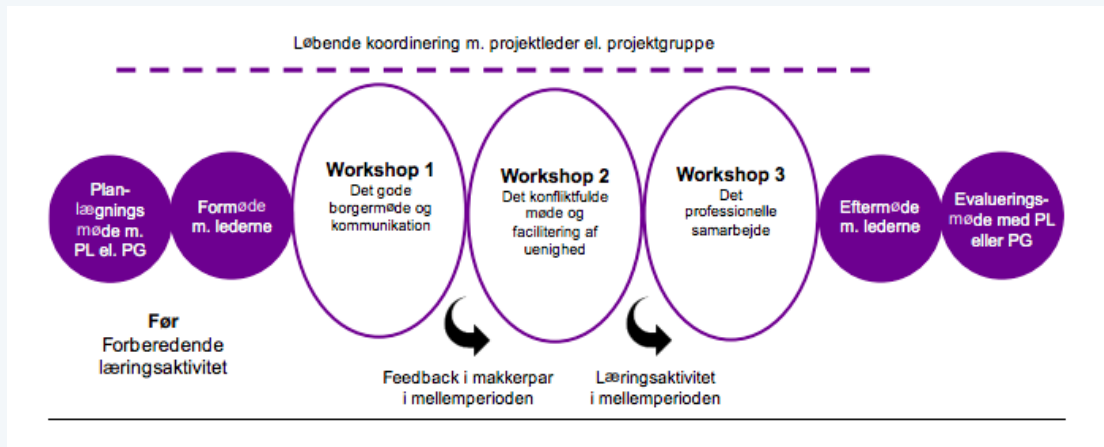 Løbende koordinering m. projektleder el. projektgruppe
Plan-
lægnings
møde m.
PL el. PG
Formøde
m. lederne
Workshop 1
Det gode
borgermøde og
kommunikation
Workshop 2
Det konfliktfulde
møde og
facilitering af
uenighed
Workshop 3
Det
professionelle
samarbejde
Eftermøde
m. lederne
Evaluerings-
møde med PL
eller PG
Før
Forberedende
læringsaktivitet
Feedback i makkerpar
i mellemperioden
Læringsaktivitet
i mellemperioden